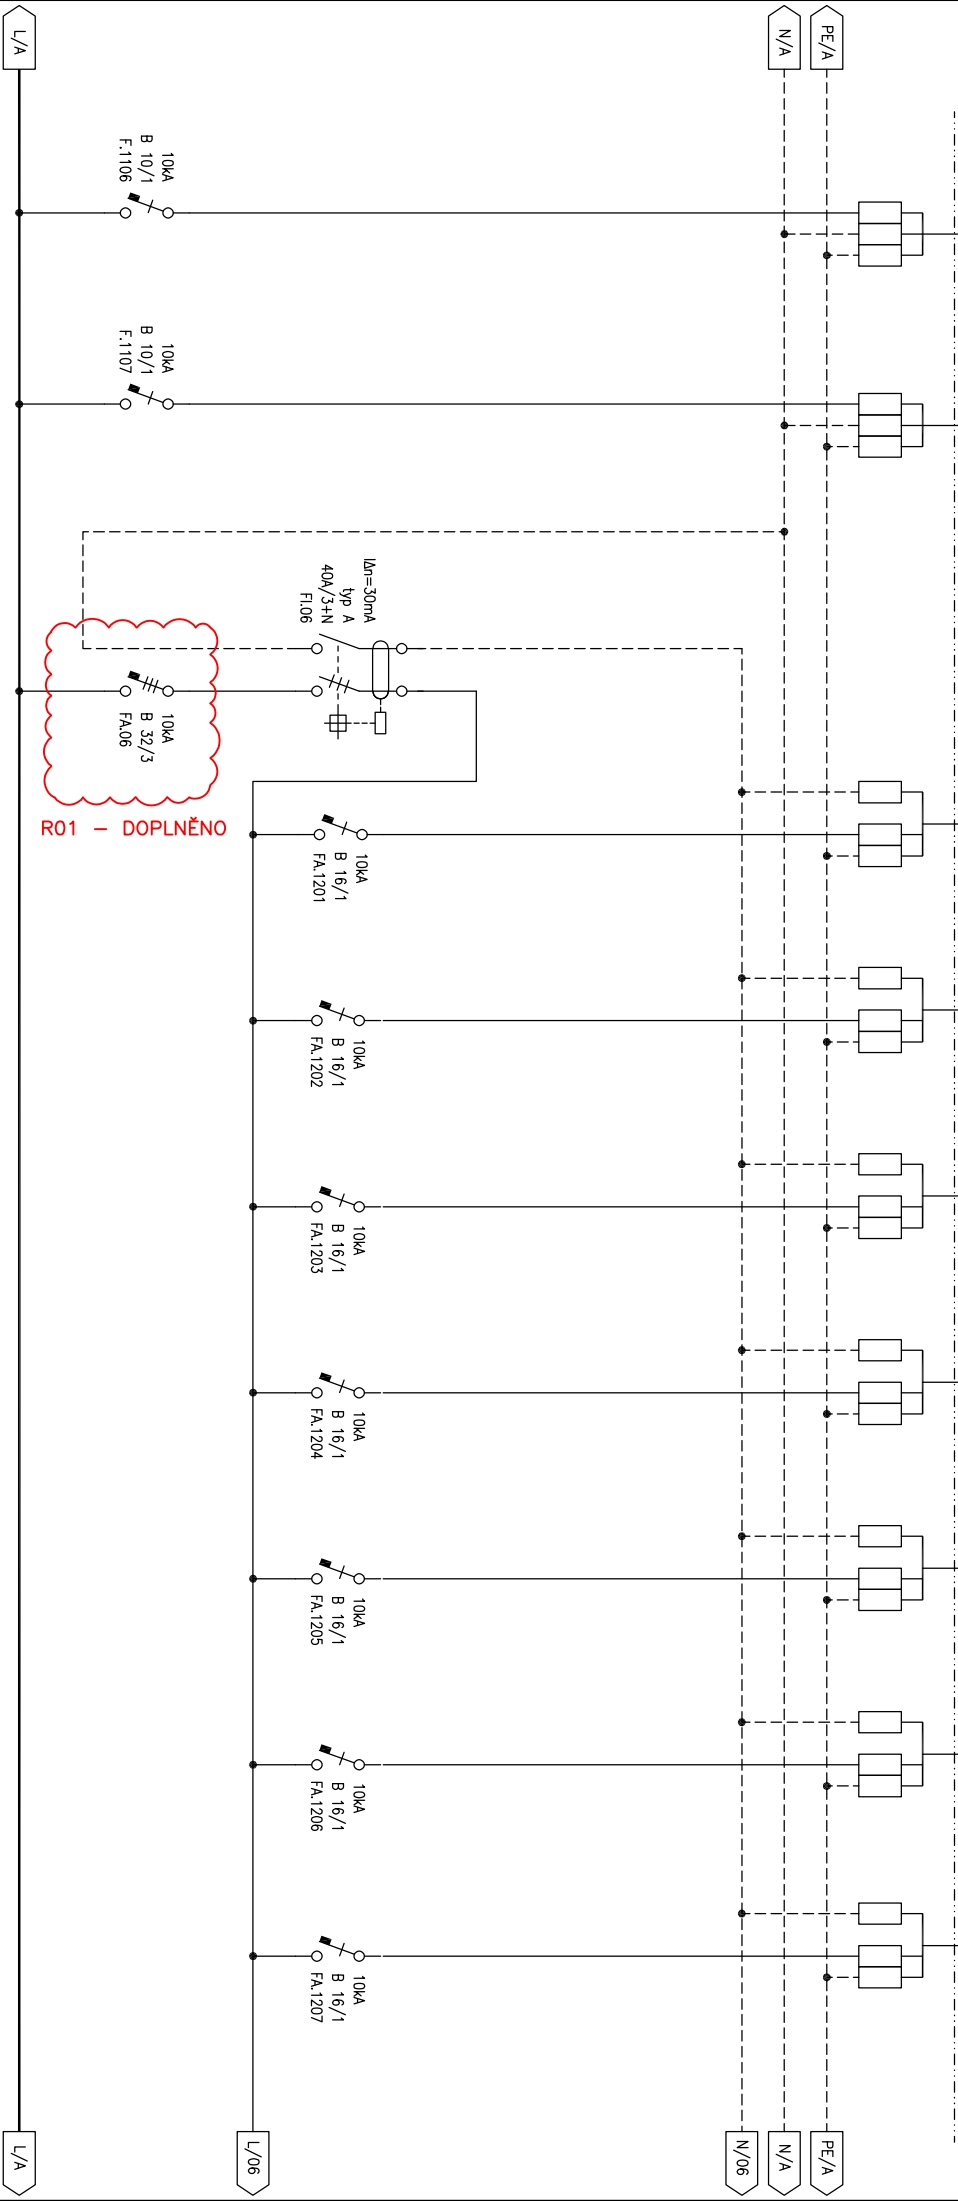 L/A
N/A
PE/A
10kA
B 10/1
F.1106
10kA
B 10/1
F.1107
IΔn=30mA
typ A
40A/3+N
FI.06
10kA
B 32/3
FA.06
R01 – DOPLNĚNO
10kA
B 16/1
FA.1201
10kA
B 16/1
FA.1202
10kA
B 16/1
FA.1203
10kA
B 16/1
FA.1204
10kA
B 16/1
FA.1205
10kA
B 16/1
FA.1206
10kA
B 16/1
FA.1207
L/A
L/06
N/06
N/A
PE/A